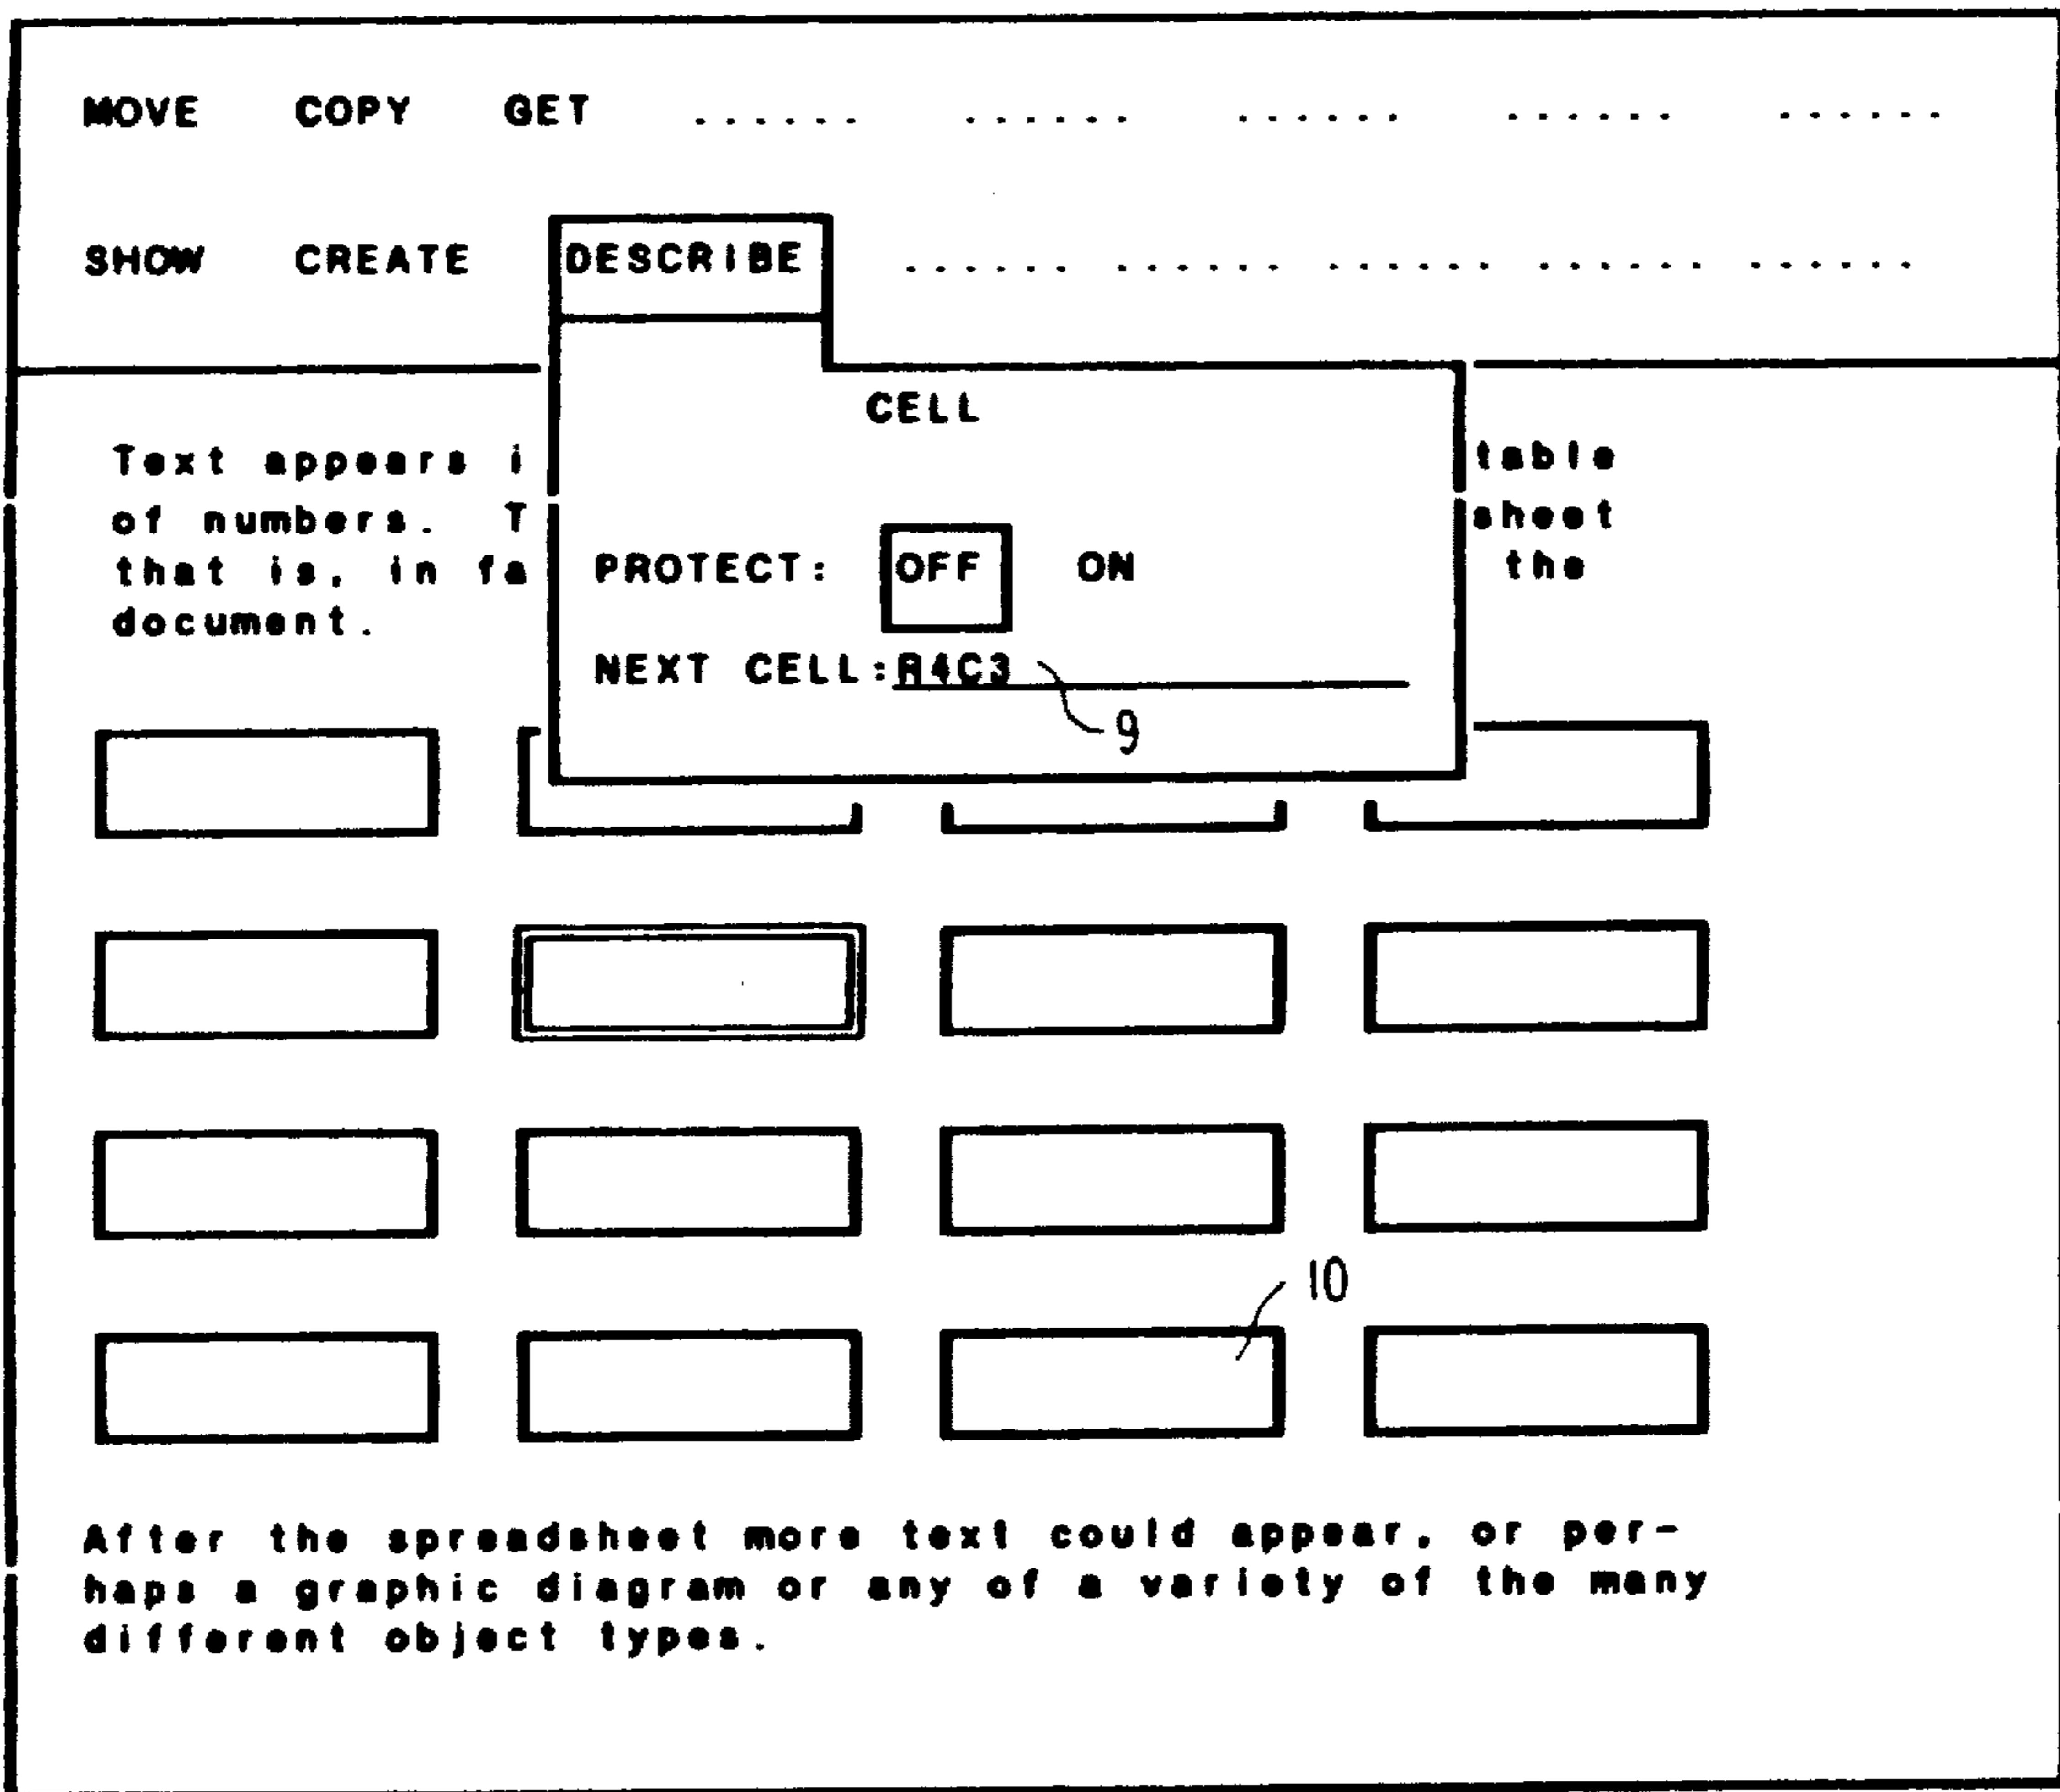 MOVE COPY GET ...... ...... ...... ...... ......
SHOW CREATE DESCRIBE ...... ...... ...... ...... ......
CELL
Text appears i table
of numbers. T sheet
that is, in fa PROTECT: OFF ON the
document.
NEXT CELL:R4C3
9
10
After the spreadsheet more text could appear, or per-
haps a graphic diagram or any of a variety of the many
different object types.